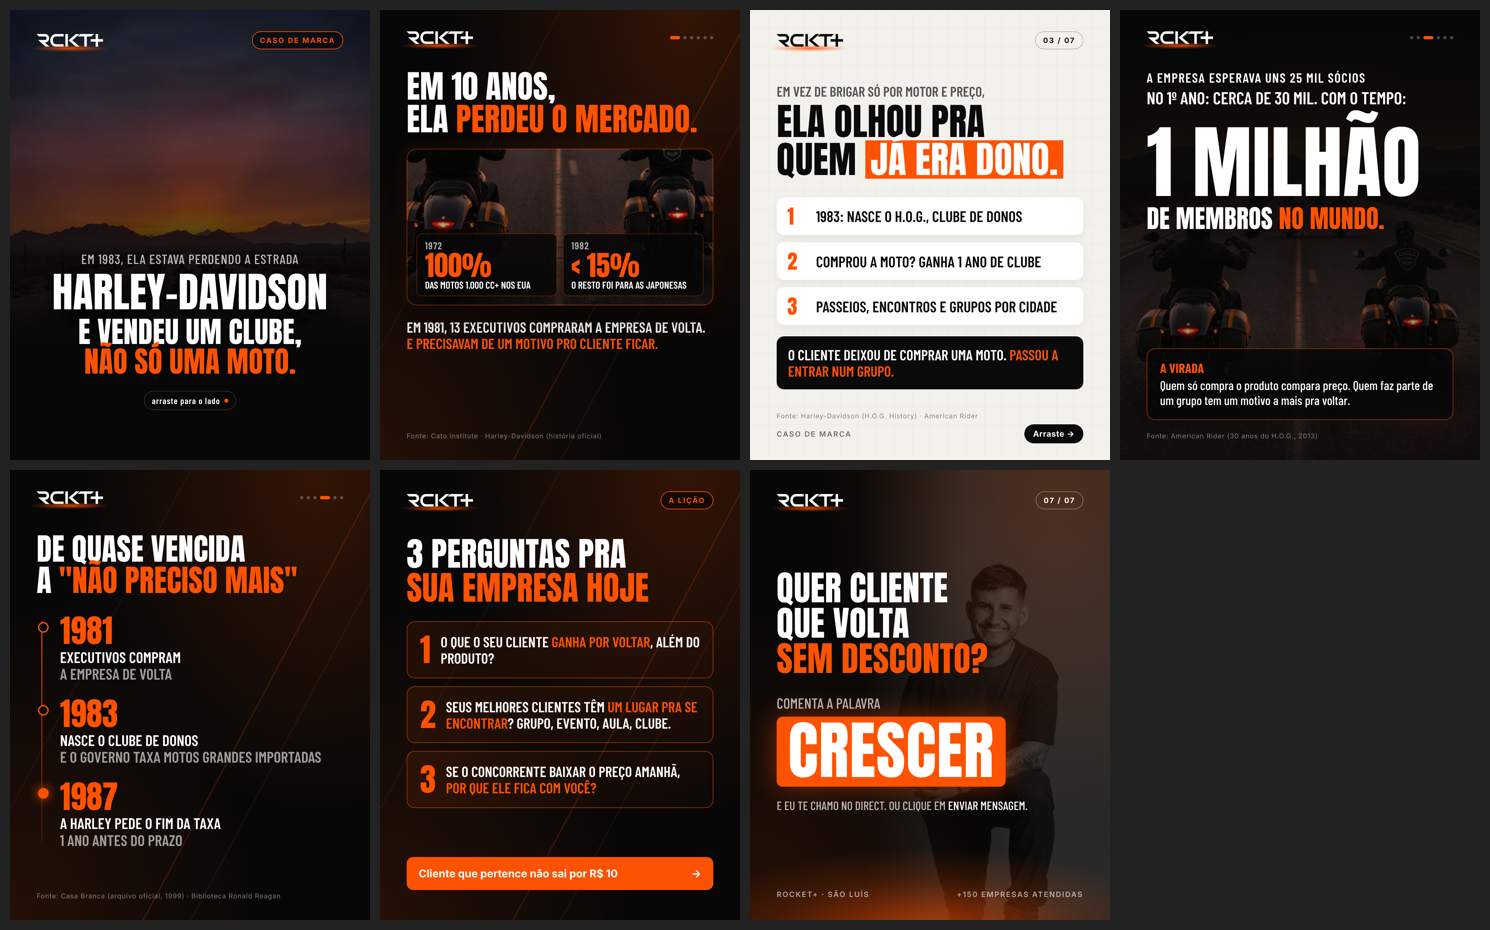 RCKT+
CASO DE MARCA
EM 1983, ELA ESTAVA PERDENDO A ESTRADA
HARLEY-DAVIDSON
E VENDEU UM CLUBE,
NÃO SÓ UMA MOTO.
arraste para o lado
RCKT+
EM 10 ANOS,
ELA PERDEU O MERCADO.
1972
100%
DAS MOTOS 1.000 CC+ NOS EUA
1982
< 15%
O RESTO FOI PARA AS JAPONESAS
EM 1981, 13 EXECUTIVOS COMPRARAM A EMPRESA DE VOLTA.
E PRECISAVAM DE UM MOTIVO PRO CLIENTE FICAR.
Fonte: Cato Institute · Harley-Davidson (história oficial)
RCKT+
03 / 07
EM VEZ DE BRIGAR SÓ POR MOTOR E PREÇO,
ELA OLHOU PRA
QUEM JÁ ERA DONO.
1 1983: NASCE O H.O.G., CLUBE DE DONOS
2 COMPROU A MOTO? GANHA 1 ANO DE CLUBE
3 PASSEIOS, ENCONTROS E GRUPOS POR CIDADE
O CLIENTE DEIXOU DE COMPRAR UMA MOTO. PASSOU A
ENTRAR NUM GRUPO.
Fonte: Harley-Davidson (H.O.G. History) · American Rider
CASO DE MARCA
Arraste →
RCKT+
A EMPRESA ESPERAVA UNS 25 MIL SÓCIOS
NO 1º ANO: CERCA DE 30 MIL. COM O TEMPO:
1 MILHÃO
DE MEMBROS NO MUNDO.
A VIRADA
Quem só compra o produto compara preço. Quem faz parte de
um grupo tem um motivo a mais pra voltar.
Fonte: American Rider (30 anos do H.O.G., 2013)
RCKT+
DE QUASE VENCIDA
A "NÃO PRECISO MAIS"
1981
EXECUTIVOS COMPRAM
A EMPRESA DE VOLTA
1983
NASCE O CLUBE DE DONOS
E O GOVERNO TAXA MOTOS GRANDES IMPORTADAS
1987
A HARLEY PEDE O FIM DA TAXA
1 ANO ANTES DO PRAZO
Fonte: Casa Branca (arquivo oficial, 1999) · Biblioteca Ronald Reagan
RCKT+
A LIÇÃO
3 PERGUNTAS PRA
SUA EMPRESA HOJE
1 O QUE O SEU CLIENTE GANHA POR VOLTAR, ALÉM DO
PRODUTO?
2 SEUS MELHORES CLIENTES TÊM UM LUGAR PRA SE
ENCONTRAR? GRUPO, EVENTO, AULA, CLUBE.
3 SE O CONCORRENTE BAIXAR O PREÇO AMANHÃ,
POR QUE ELE FICA COM VOCÊ?
Cliente que pertence não sai por R$ 10 →
RCKT+
07 / 07
QUER CLIENTE
QUE VOLTA
SEM DESCONTO?
COMENTA A PALAVRA
CRESCER
E EU TE CHAMO NO DIRECT. OU CLIQUE EM ENVIAR MENSAGEM.
ROCKET+ · SÃO LUÍS
+150 EMPRESAS ATENDIDAS